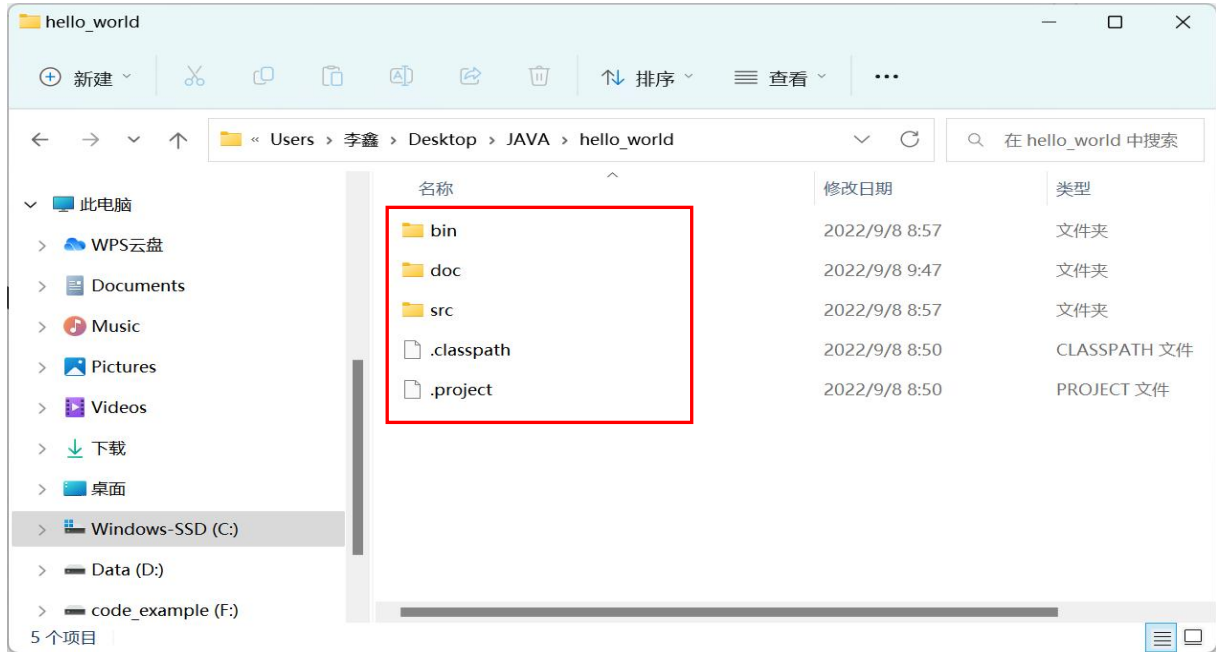 hello_world
新建 排序 查看 ...
« Users › 李鑫 › Desktop › JAVA › hello_world 在 hello_world 中搜索
名称 修改日期 类型
此电脑
WPS云盘
Documents
Music
Pictures
Videos
下载
桌面
Windows-SSD (C:)
Data (D:)
code_example (F:)
bin 2022/9/8 8:57 文件夹
doc 2022/9/8 9:47 文件夹
src 2022/9/8 8:57 文件夹
.classpath 2022/9/8 8:50 CLASSPATH 文件
.project 2022/9/8 8:50 PROJECT 文件
5 个项目